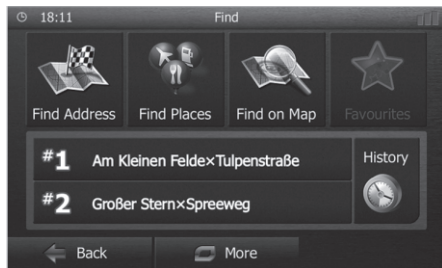 18:11 Find
Find Address Find Places Find on Map Favourites
#1 Am Kleinen Felde×Tulpenstraße History
#2 Großer Stern×Spreeweg
Back More